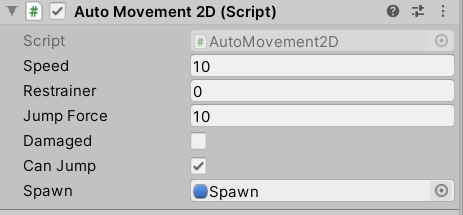 Auto Movement 2D (Script)
Script AutoMovement2D
Speed 10
Restrainer 0
Jump Force 10
Damaged
Can Jump
Spawn Spawn